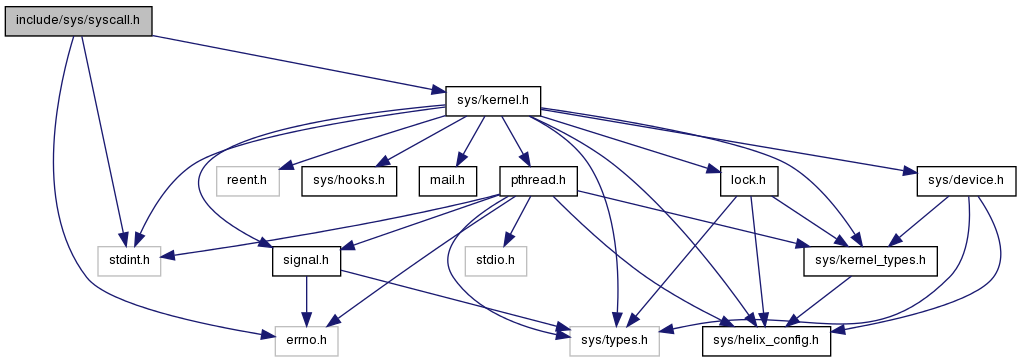 include/sys/syscall.h
sys/kernel.h
reent.h
sys/hooks.h
mail.h
pthread.h
lock.h
sys/device.h
stdint.h
signal.h
stdio.h
sys/kernel_types.h
errno.h
sys/types.h
sys/helix_config.h